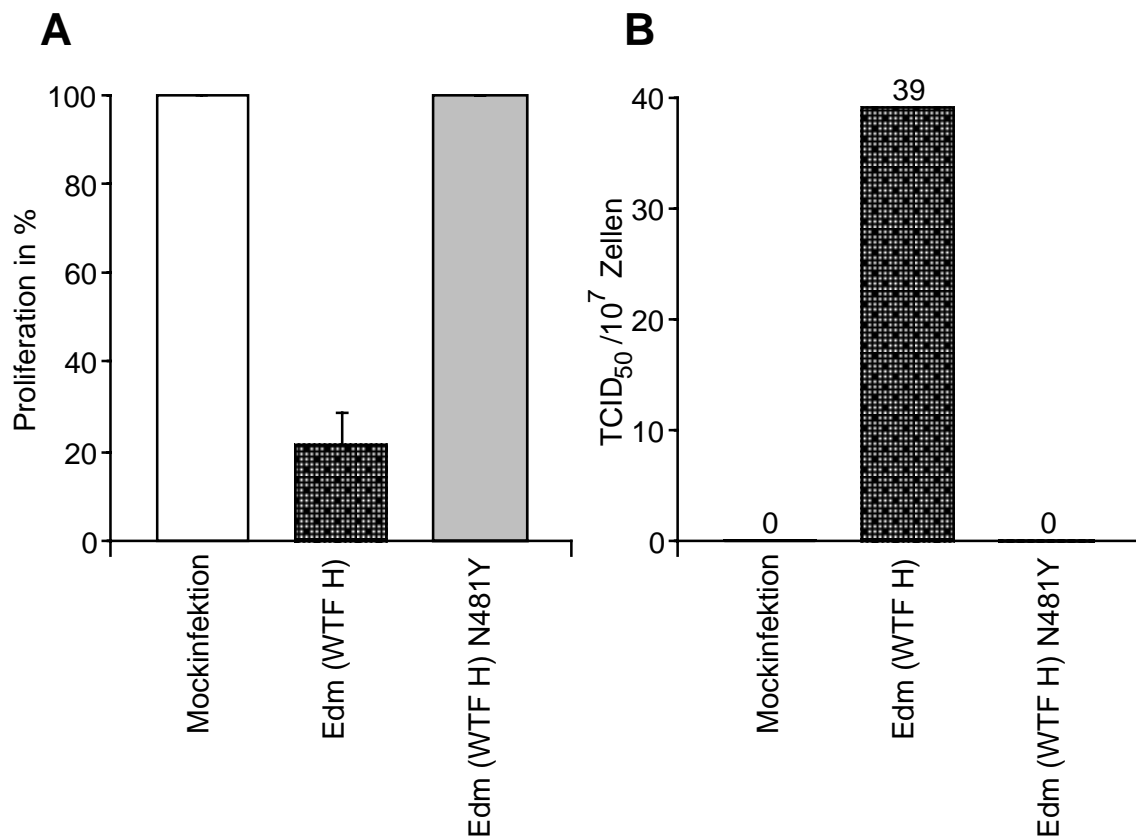 A
Proliferation in %
100
80
60
40
20
0
Mockinfektion
Edm (WTF H)
Edm (WTF H) N481Y
B
TCID50 /10^7 Zellen
40
30
20
10
0
0
39
0
Mockinfektion
Edm (WTF H)
Edm (WTF H) N481Y